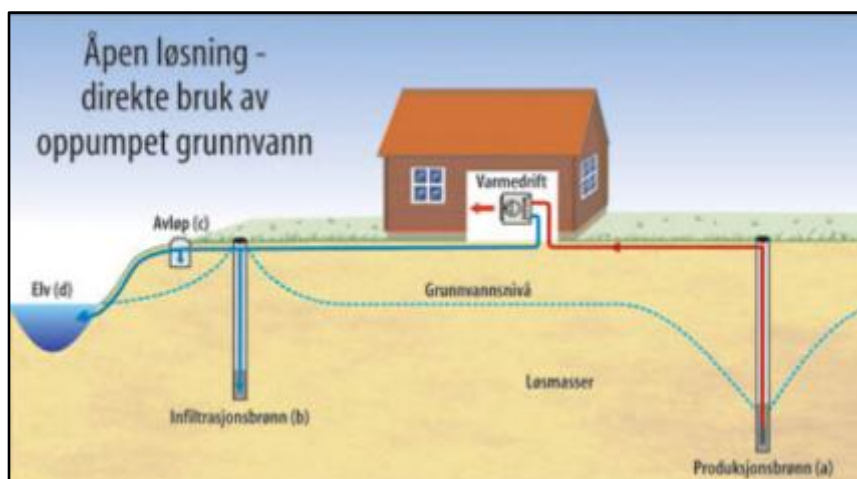 Åpen løsning -
direkte bruk av
oppumpet grunnvann
Varmedrift
Avløp (c)
Elv (d)
Grunnvannsnivå
Løsmasser
Infiltrasjonsbrønn (b)
Produksjonsbrønn (a)